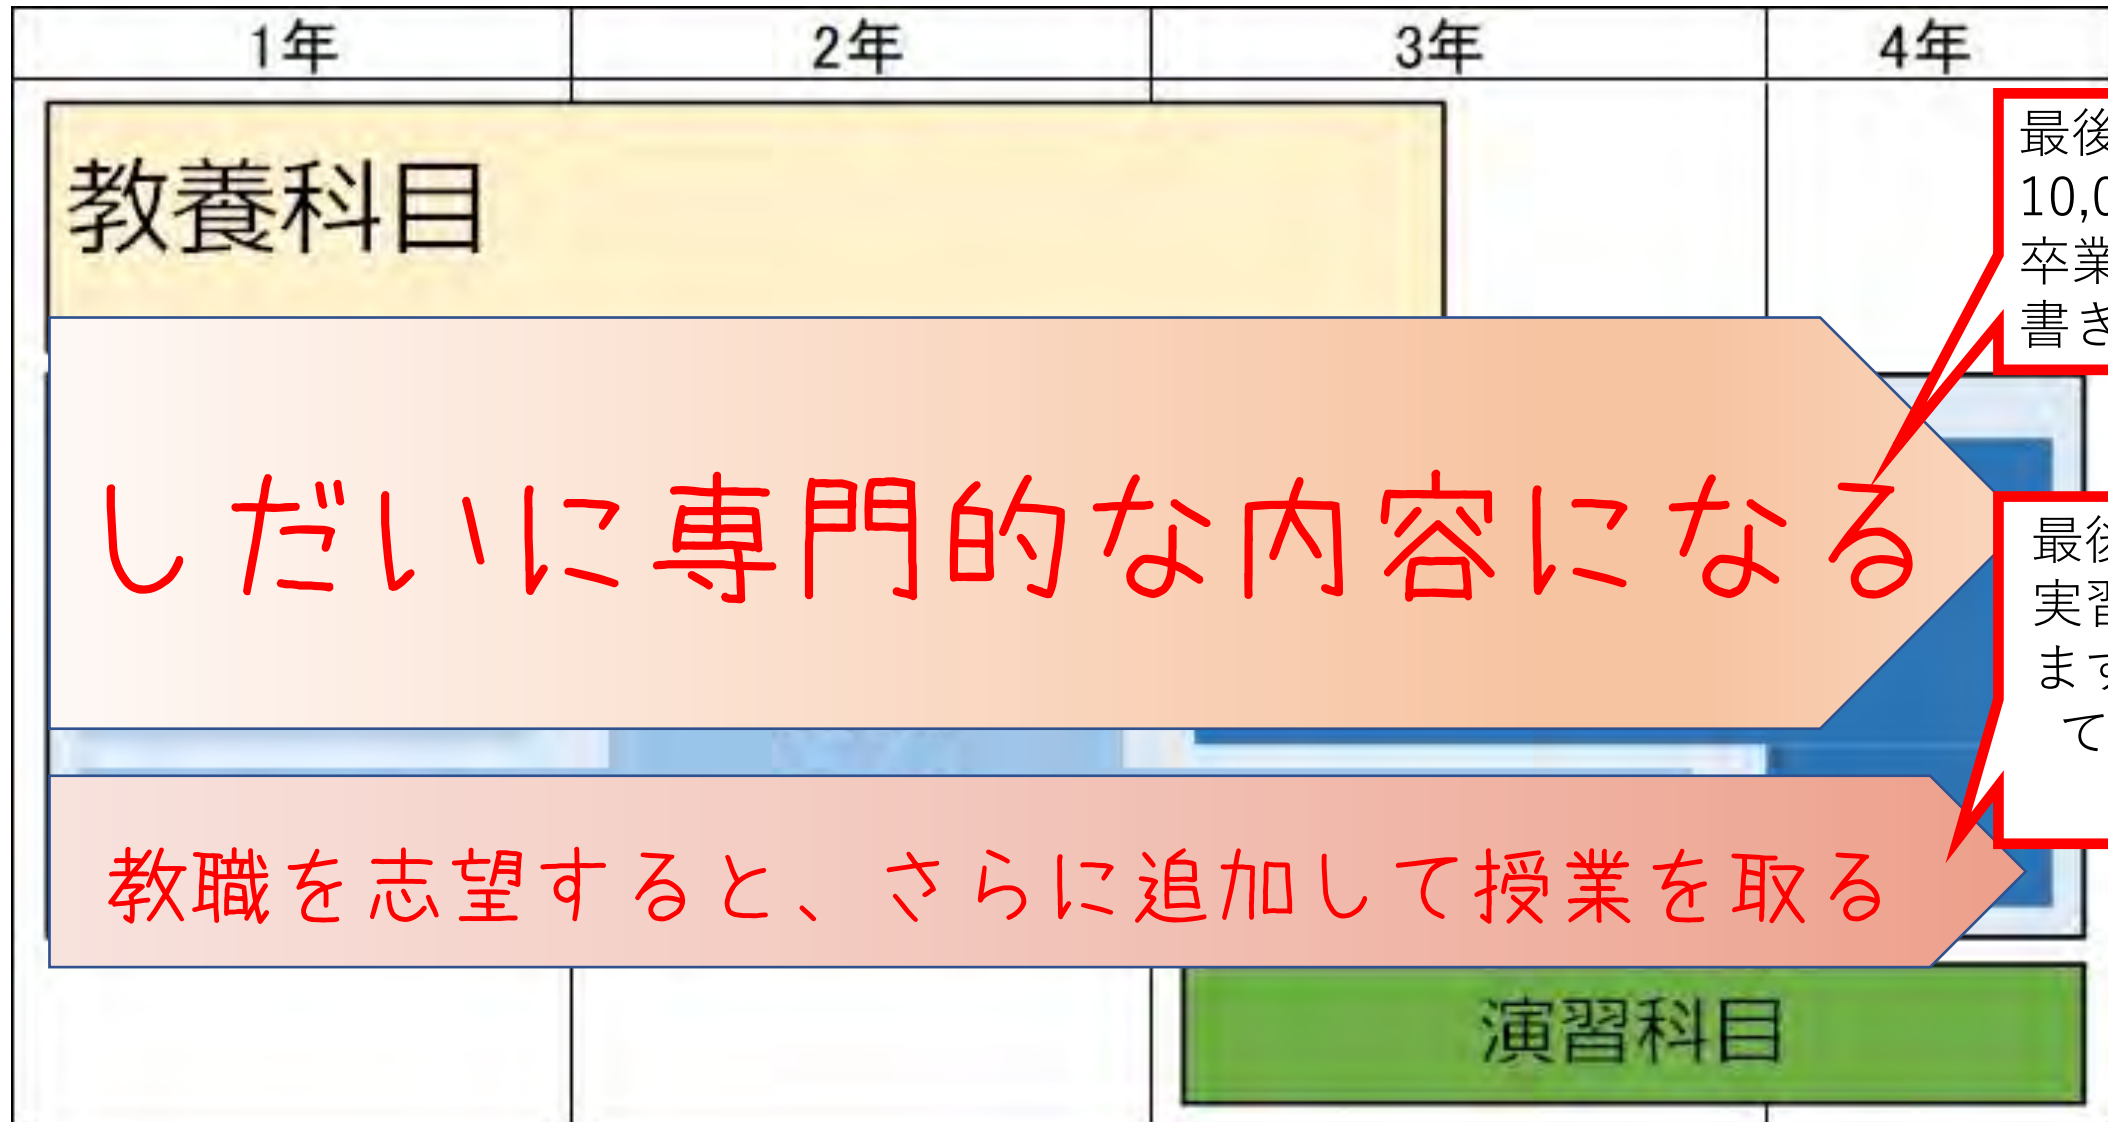 1年 2年 3年 4年
教養科目
最後
10,0
卒業
書き
しだいに専門的な内容になる
最後
実習
ます
て
教職を志望すると、さらに追加して授業を取る
演習科目